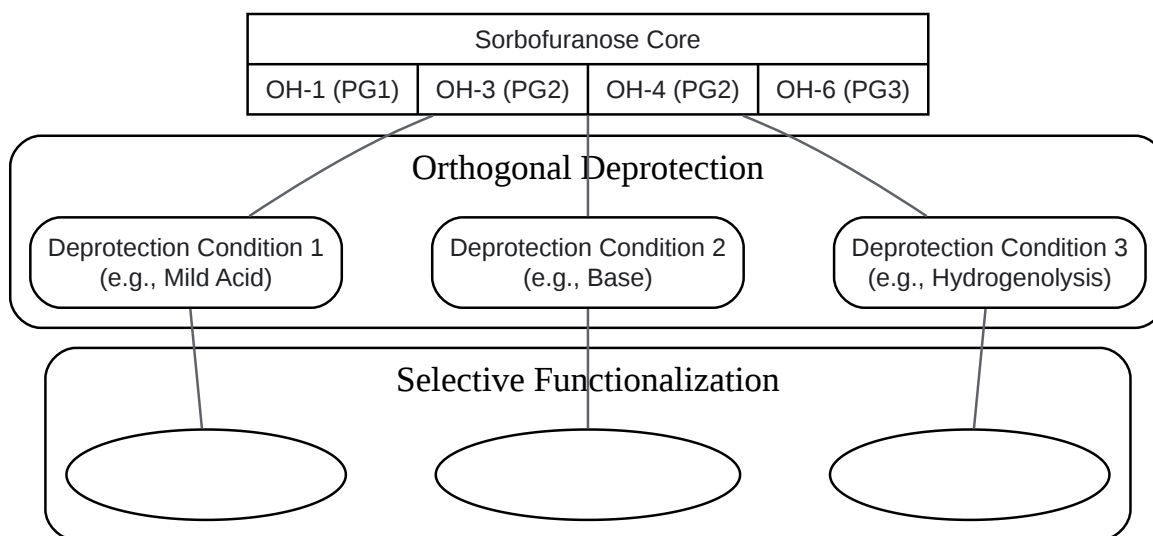 Sorbofuranose Core
OH-1 (PG1) OH-3 (PG2) OH-4 (PG2) OH-6 (PG3)
Orthogonal Deprotection
Deprotection Condition 1
(e.g., Mild Acid)
Deprotection Condition 2
(e.g., Base)
Deprotection Condition 3
(e.g., Hydrogenolysis)
Selective Functionalization